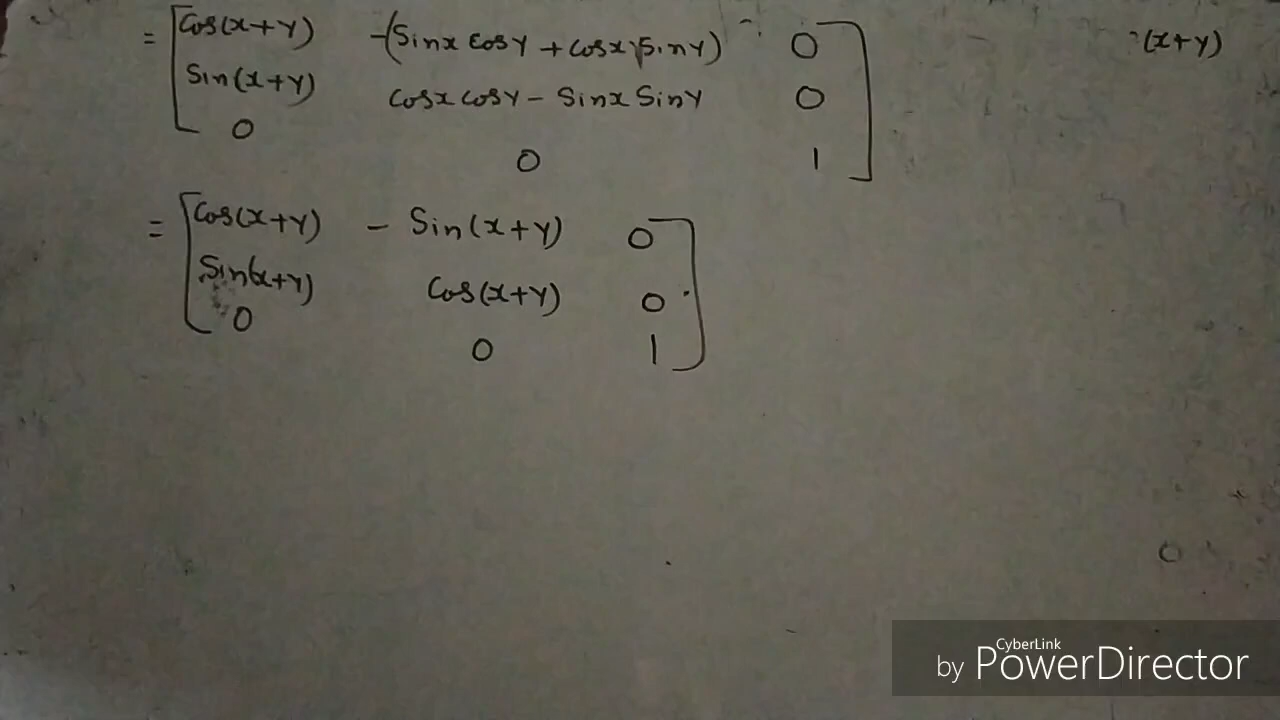 = [ Cos(x+y) -(Sinx Cosy + Cosx Siny) 0 ] (x+y)
Sin(x+y) Cosx Cosy - Sinx Siny 0
0 0 1
= [ Cos(x+y) - Sin(x+y) 0 ]
Sin(x+y) Cos(x+y) 0
0 0 1
0
CyberLink
by PowerDirector